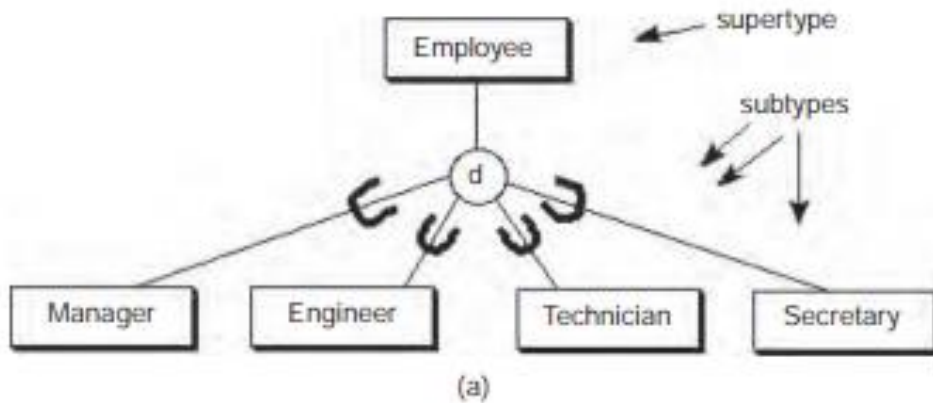 supertype
Employee
subtypes
d
Manager
Engineer
Technician
Secretary
(a)